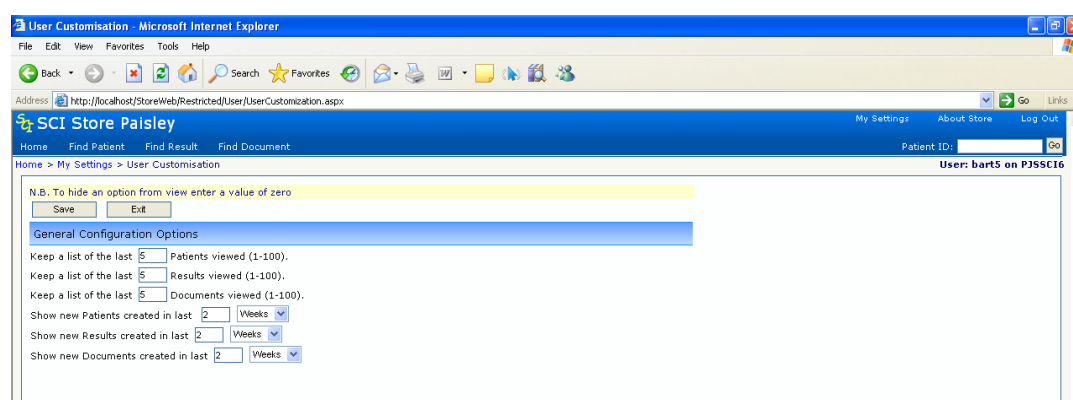 User Customisation - Microsoft Internet Explorer
File Edit View Favorites Tools Help
Back Search Favorites
Address http://localhost/StoreWeb/Restricted/User/UserCustomization.aspx Go Links
SCI Store Paisley My Settings About Store Log Out
Home Find Patient Find Result Find Document Patient ID: Go
Home > My Settings > User Customisation User: bart5 on PJSSCI6
N.B. To hide an option from view enter a value of zero
Save Exit
General Configuration Options
Keep a list of the last 5 Patients viewed (1-100).
Keep a list of the last 5 Results viewed (1-100).
Keep a list of the last 5 Documents viewed (1-100).
Show new Patients created in last 2 Weeks
Show new Results created in last 2 Weeks
Show new Documents created in last 2 Weeks